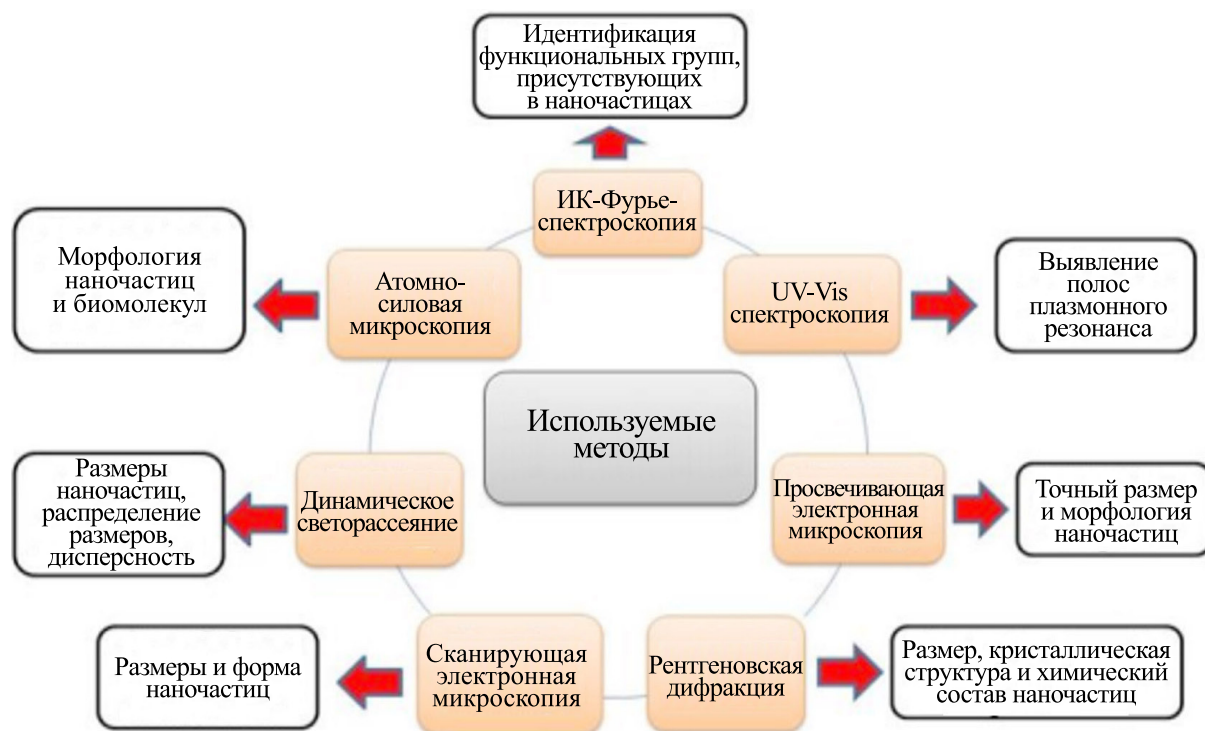 Идентификация
функциональных групп,
присутствующих
в наночастицах
ИК-Фурье-
спектроскопия
Морфология
наночастиц
и биомолекул
Атомно-
силовая
микроскопия
UV-Vis
спектроскопия
Выявление
полос
плазмонного
резонанса
Используемые
методы
Размеры
наночастиц,
распределение
размеров,
дисперсность
Динамическое
светорассеяние
Просвечивающая
электронная
микроскопия
Точный размер
и морфология
наночастиц
Размеры и форма
наночастиц
Сканирующая
электронная
микроскопия
Рентгеновская
дифракция
Размер, кристаллическая
структура и химический
состав наночастиц